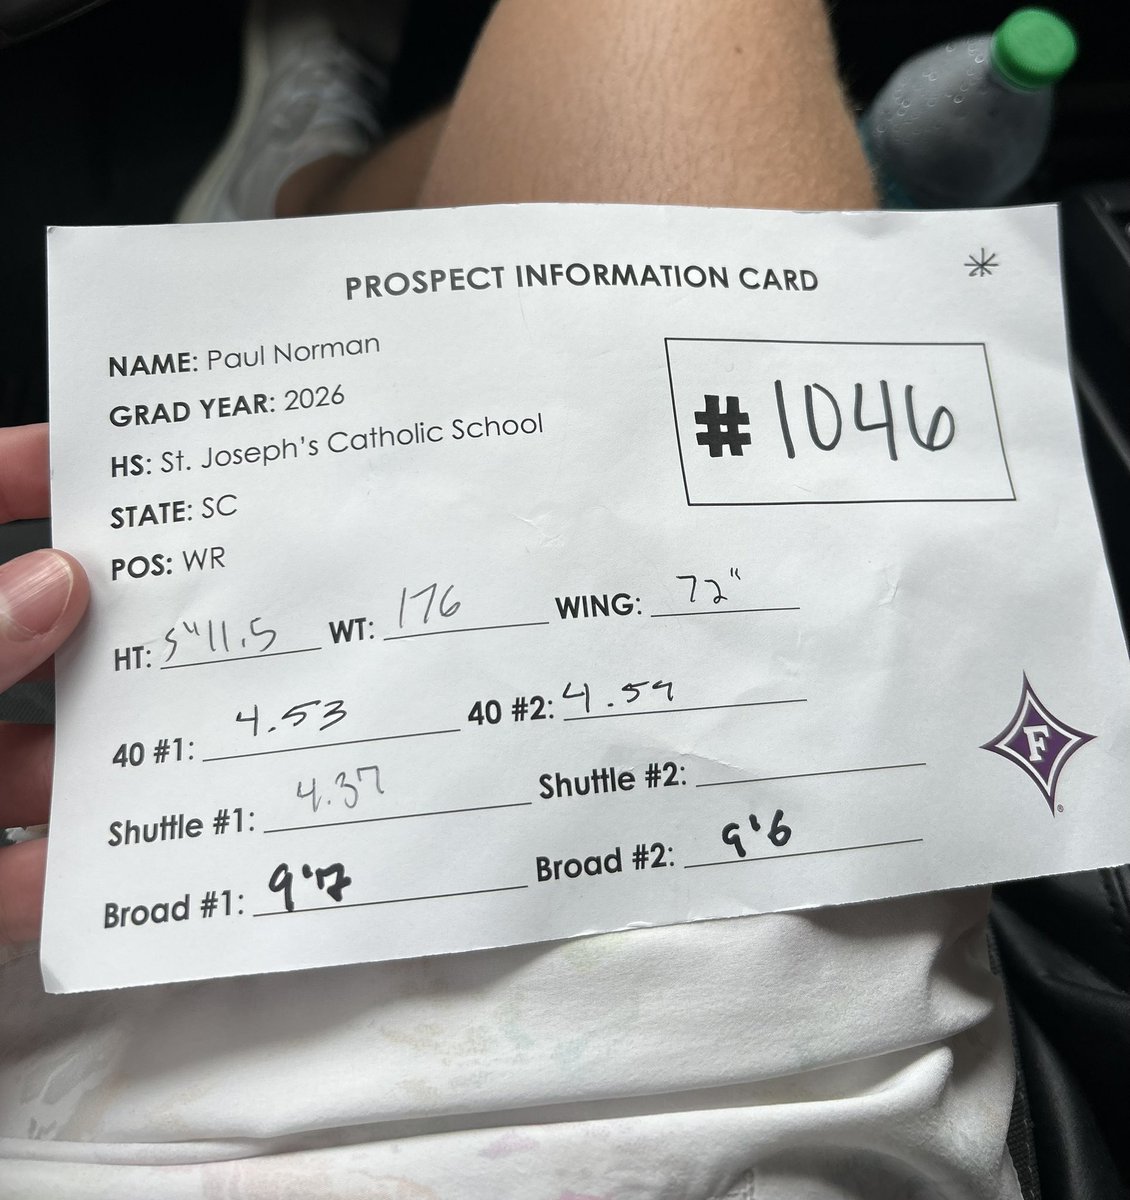 PROSPECT INFORMATION CARD
NAME: Paul Norman
GRAD YEAR: 2026
HS: St. Joseph's Catholic School
STATE: SC
POS: WR
#1046
HT: 5"11.5 WT: 176 WING: 72"
40 #1: 4.53 40 #2: 4.59
Shuttle #1: 4.37 Shuttle #2:
Broad #1: 9'7 Broad #2: 9'6
F
®